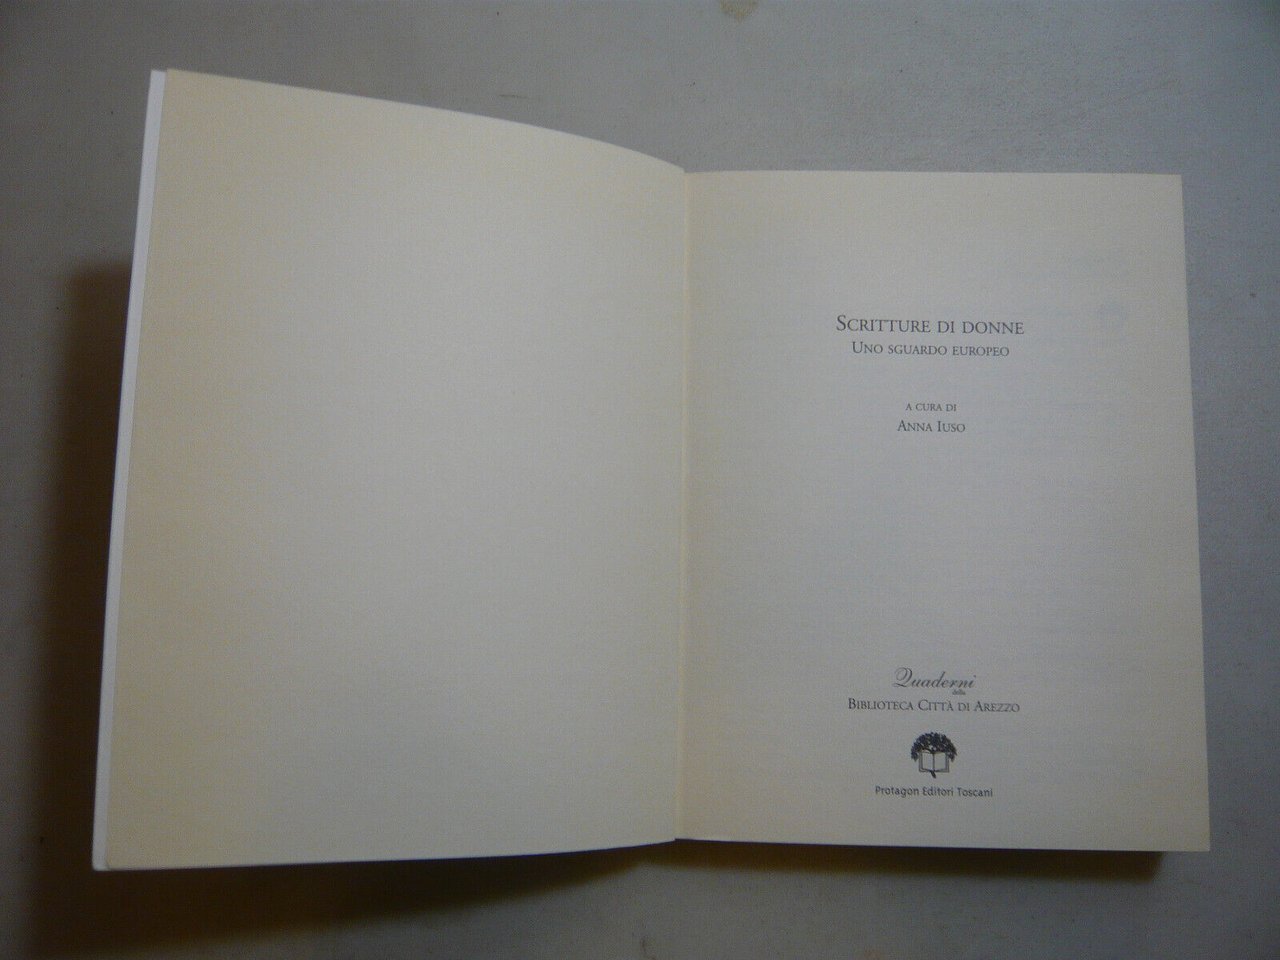 Scritture di donne
Uno sguardo europeo
a cura di
Anna Iuso
Quaderni
della
Biblioteca Città di Arezzo
Protagon Editori Toscani